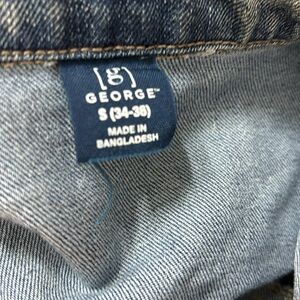 [g]
GEORGE™
S (34-36)
MADE IN
BANGLADESH